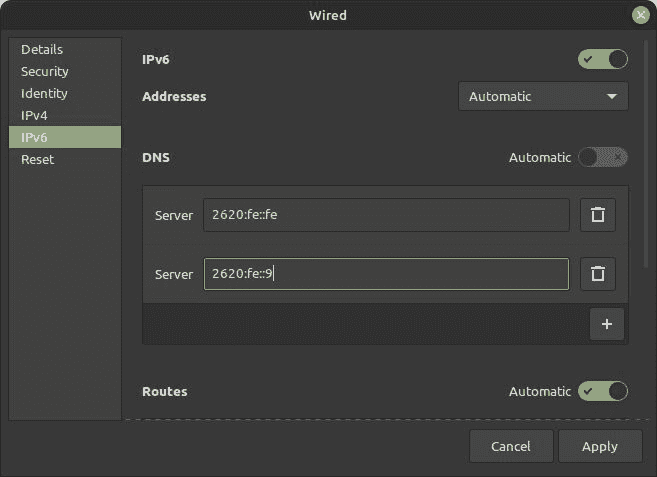 Wired
Details
Security
Identity
IPv4
IPv6
Reset
IPv6
Addresses Automatic
DNS Automatic
Server 2620:fe::fe
Server 2620:fe::9
+
Routes Automatic
Cancel Apply